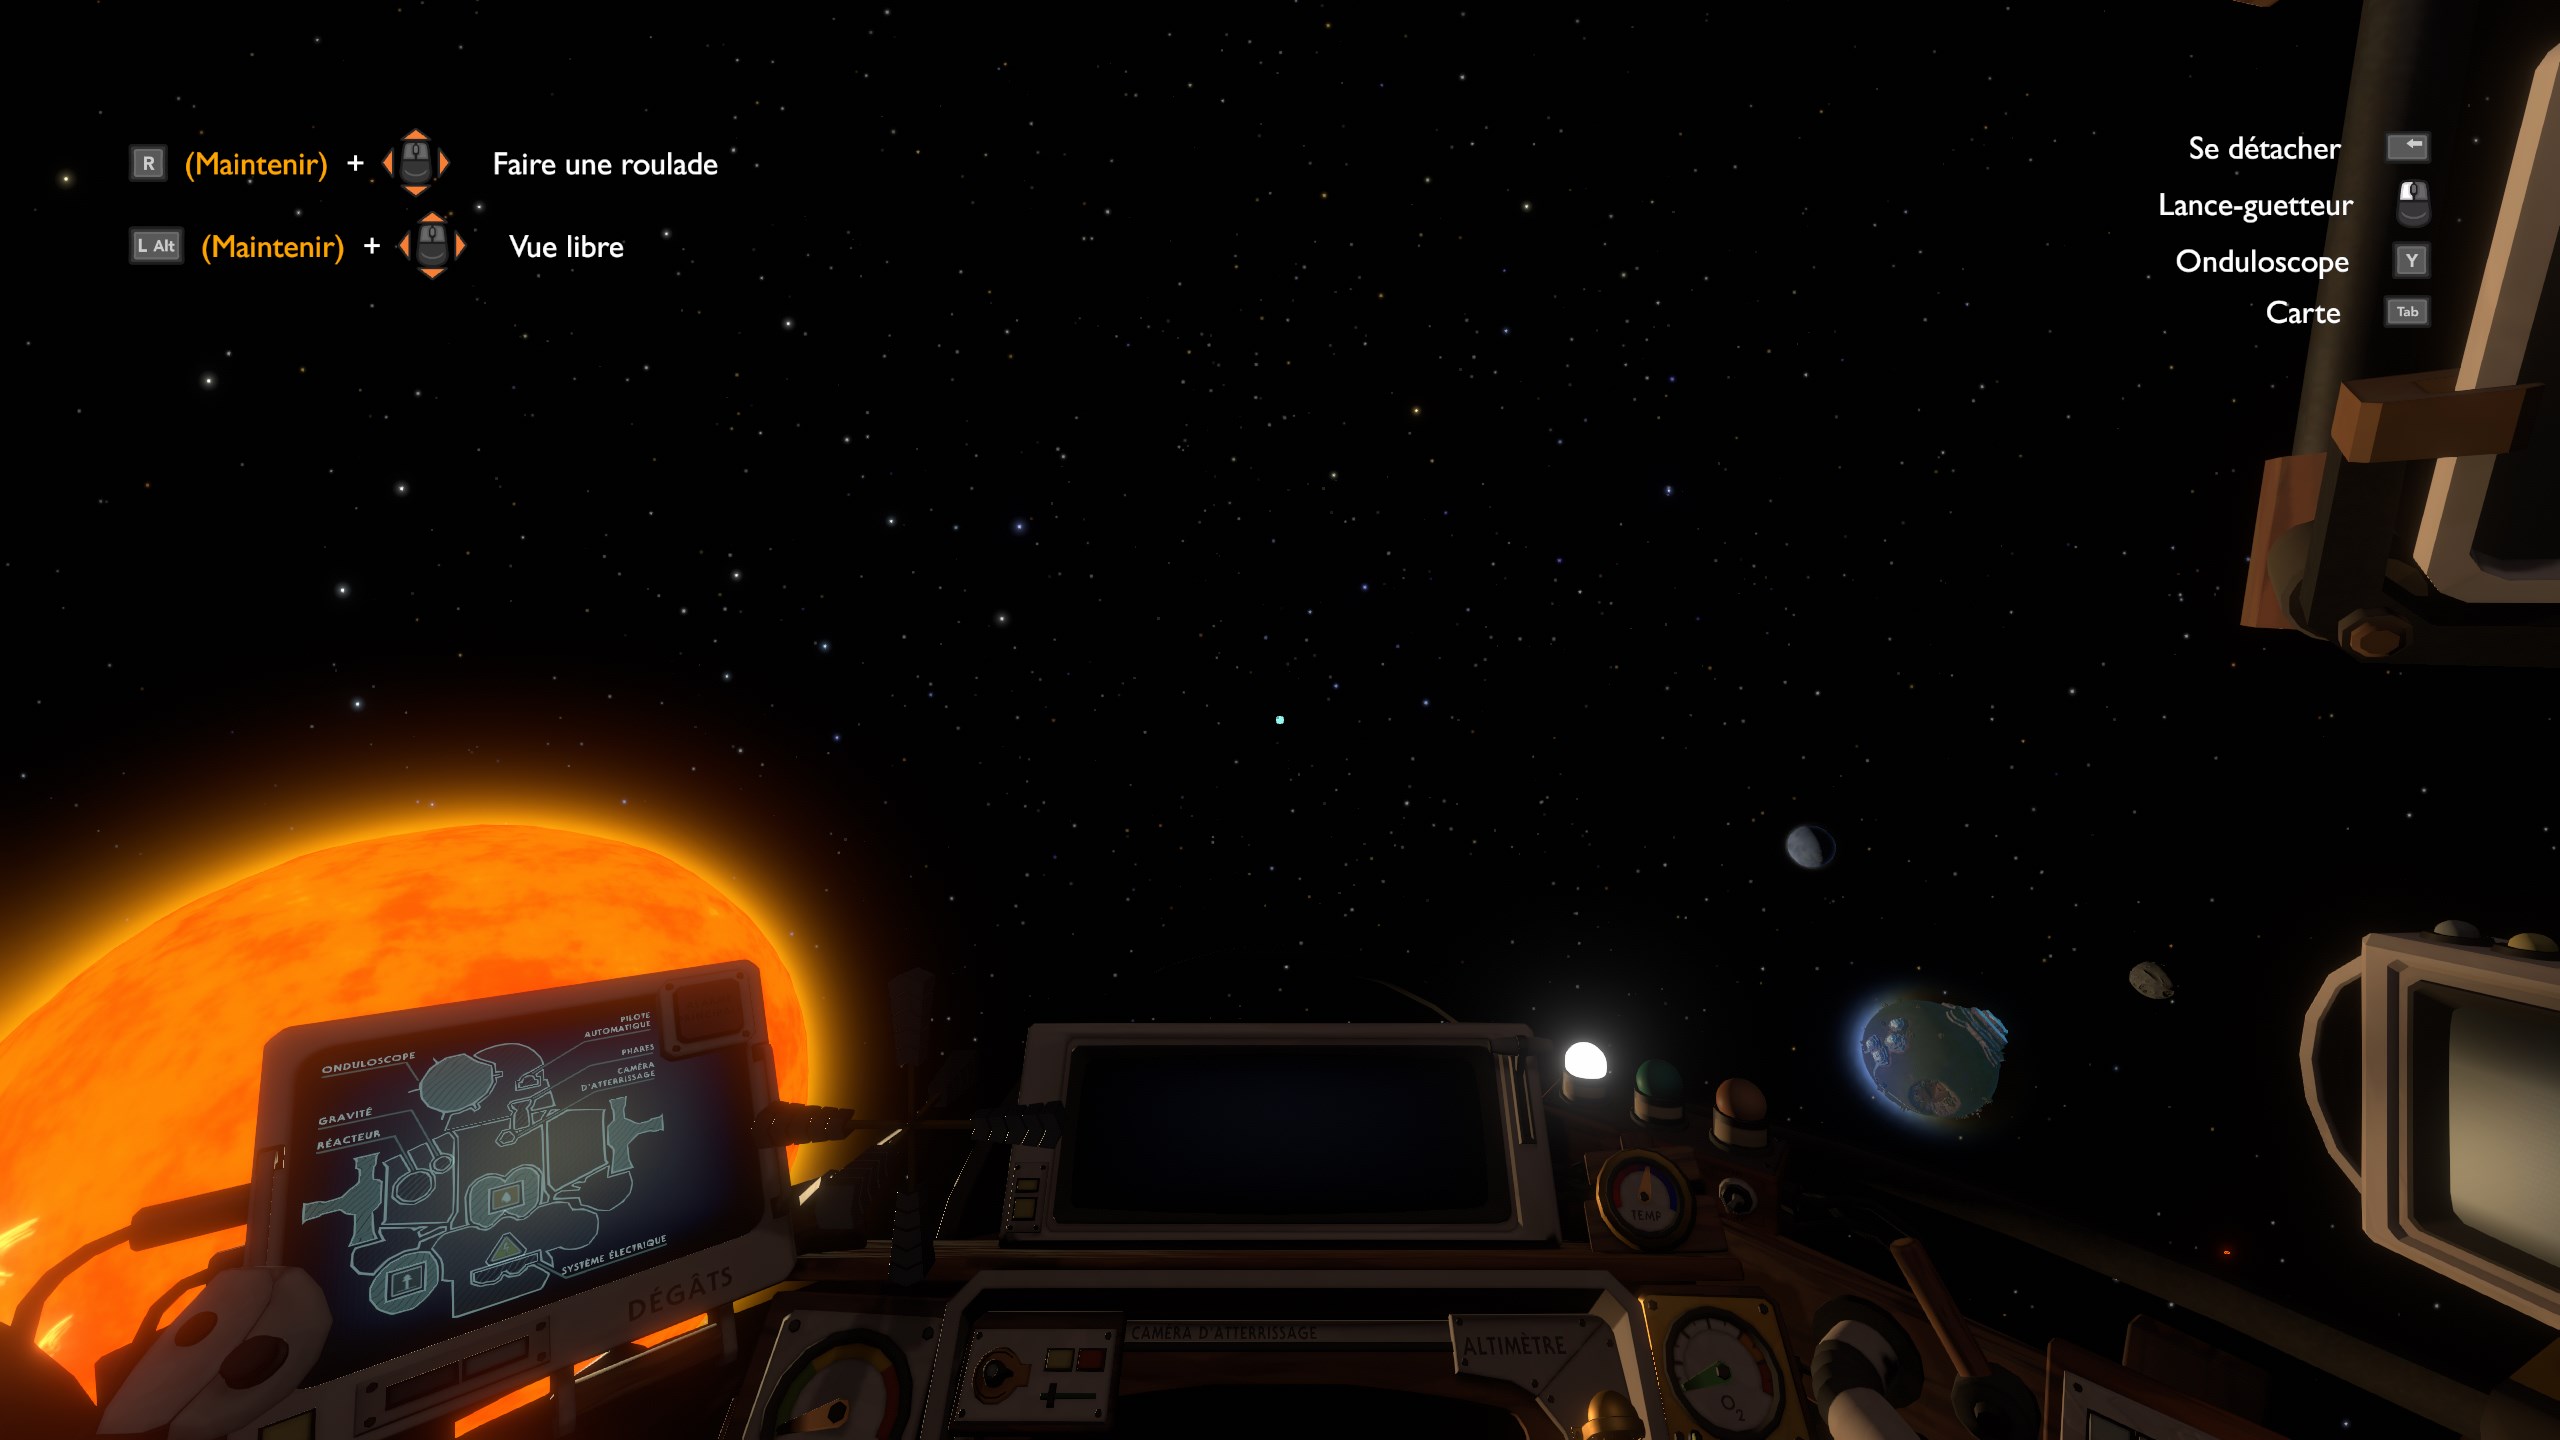 R (Maintenir) + Faire une roulade
L Alt (Maintenir) + Vue libre
Se détacher
Lance-guetteur
Onduloscope Y
Carte Tab
PILOTE AUTOMATIQUE
PHARES
CAMÉRA D'ATTERRISSAGE
ONDULOSCOPE
GRAVITÉ
RÉACTEUR
SYSTÈME ÉLECTRIQUE
DÉGÂTS
TEMP
CAMÉRA D'ATTERRISSAGE
ALTIMÈTRE
O2